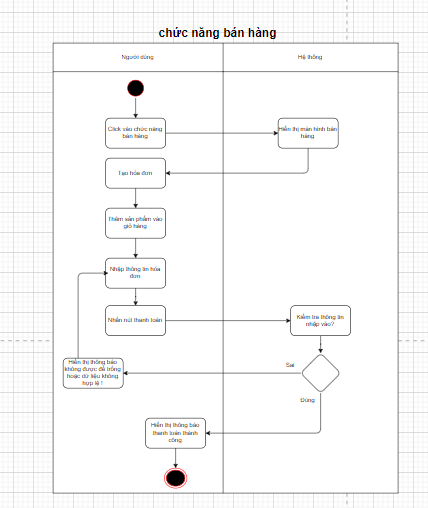 chức năng bán hàng
Người dùng
Hệ thống
Click vào chức năng
bán hàng
Hiển thị màn hình bán
hàng
Tạo hóa đơn
Thêm sản phẩm vào
giỏ hàng
Nhập thông tin hóa
đơn
Nhấn nút thanh toán
Kiểm tra thông tin
nhập vào?
Sai
Hiển thị thông báo
không được để trống
hoặc dữ liệu không
hợp lệ !
Đúng
Hiển thị thông báo
thanh toán thành
công